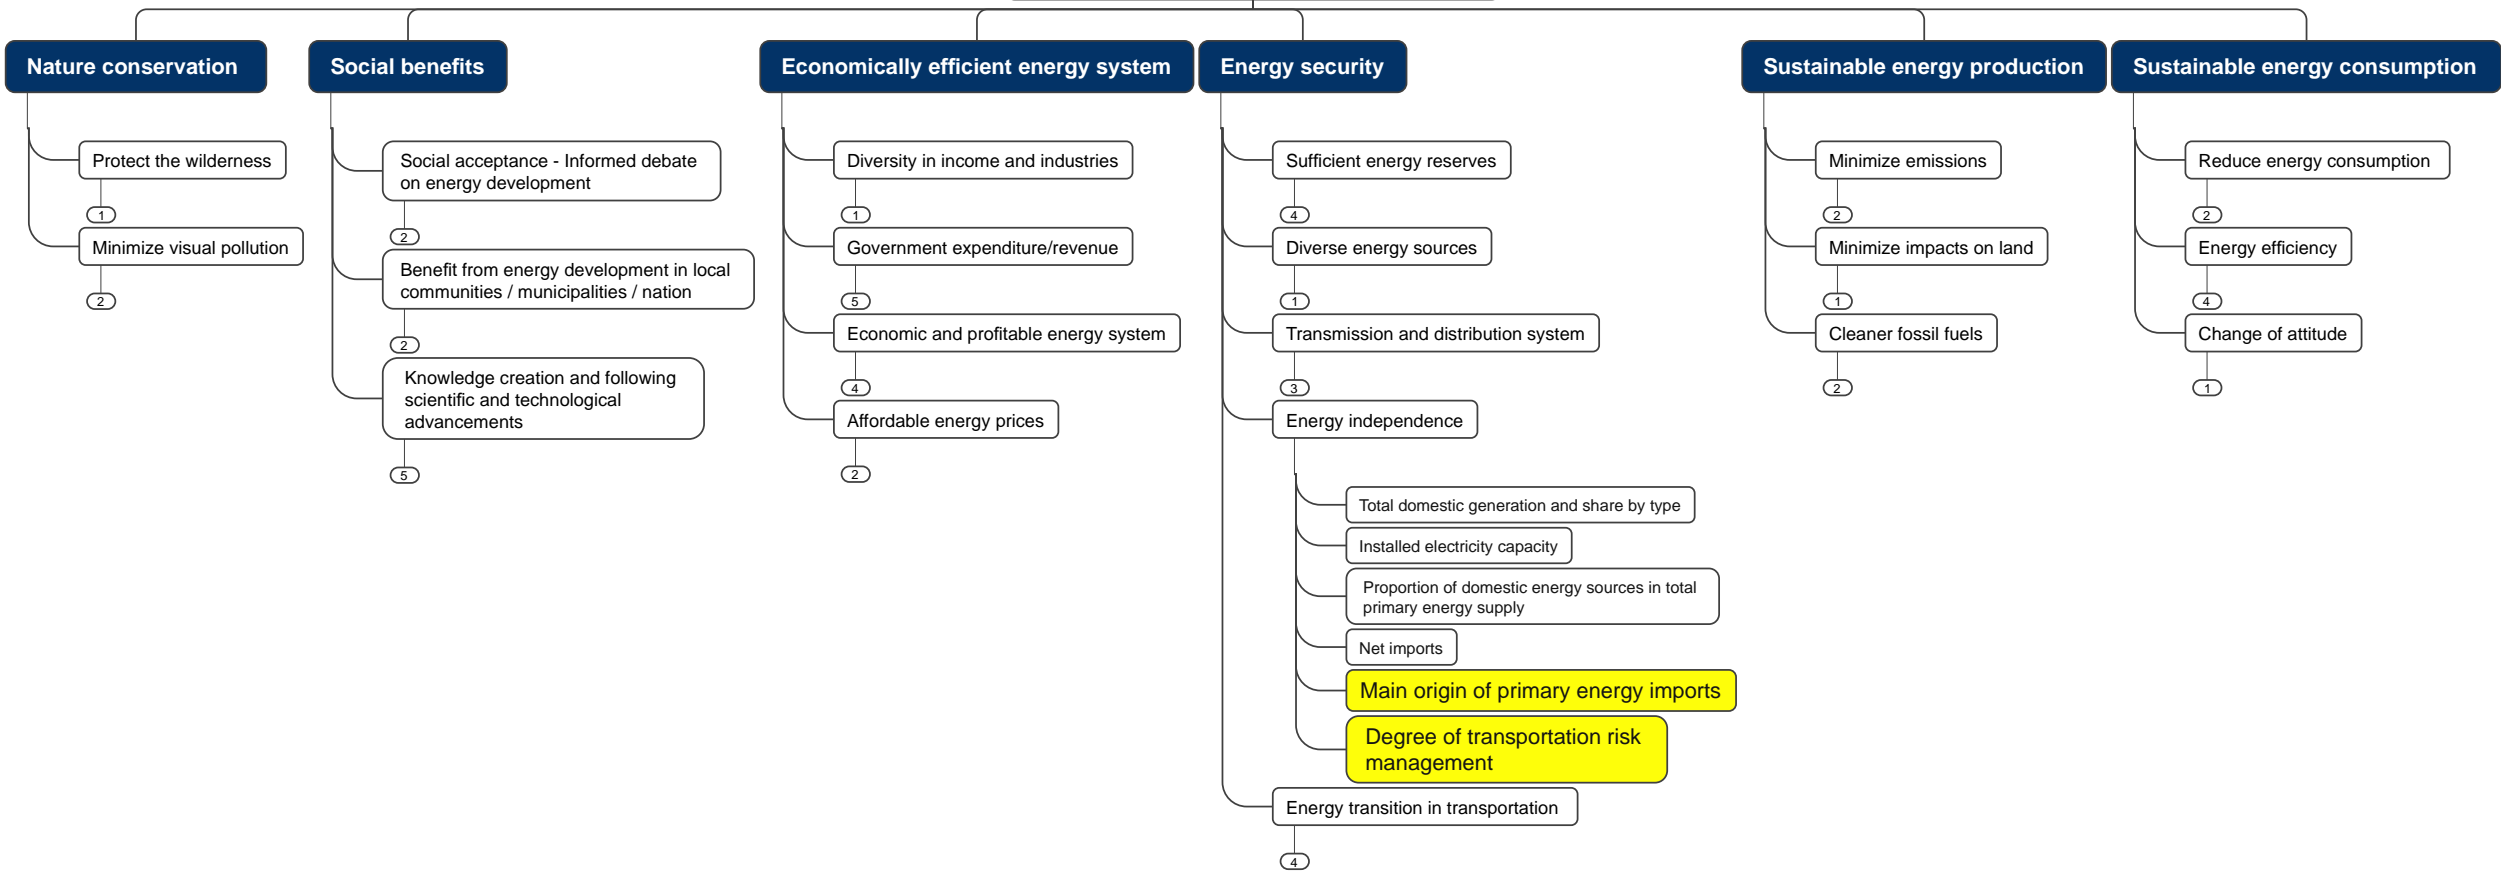 Nature conservation
Protect the wilderness
1
Minimize visual pollution
2
Social benefits
Social acceptance - Informed debate
on energy development
2
Benefit from energy development in local
communities / municipalities / nation
2
Knowledge creation and following
scientific and technological
advancements
5
Economically efficient energy system
Diversity in income and industries
1
Government expenditure/revenue
5
Economic and profitable energy system
4
Affordable energy prices
2
Energy security
Sufficient energy reserves
4
Diverse energy sources
1
Transmission and distribution system
3
Energy independence
Total domestic generation and share by type
Installed electricity capacity
Proportion of domestic energy sources in total
primary energy supply
Net imports
Main origin of primary energy imports
Degree of transportation risk
management
Energy transition in transportation
4
Sustainable energy production
Minimize emissions
2
Minimize impacts on land
1
Cleaner fossil fuels
2
Sustainable energy consumption
Reduce energy consumption
2
Energy efficiency
4
Change of attitude
1